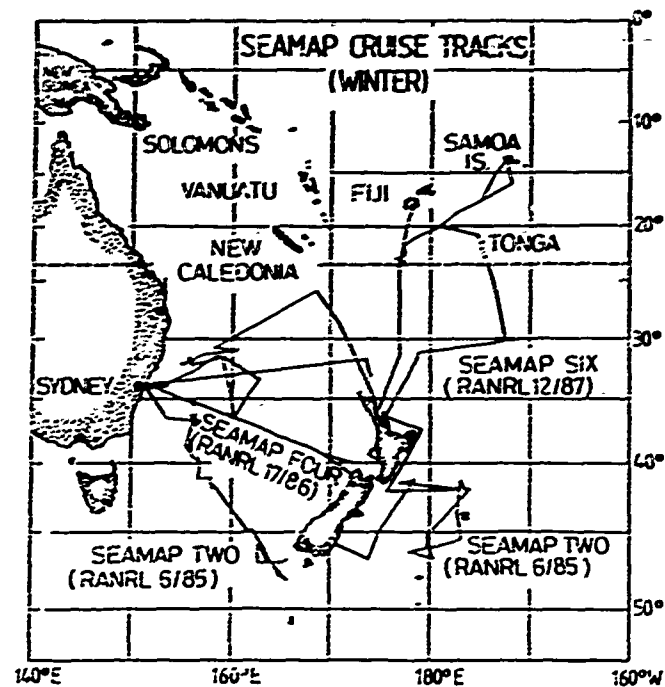 0°
SEAMAP CRUISE TRACKS
(WINTER)
NEW
GUINEA
10°
SOLOMONS
SAMOA
IS.
VANUATU
FIJI
20°
NEW
CALEDONIA
TONGA
30°
SYDNEY
SEAMAP SIX
(RANRL 12/87)
SEAMAP FOUR
(RANRL 17/86)
40°
SEAMAP TWO
(RANRL 6/85)
SEAMAP TWO
(RANRL 6/85)
50°
140°E
160°E
180°E
160°W